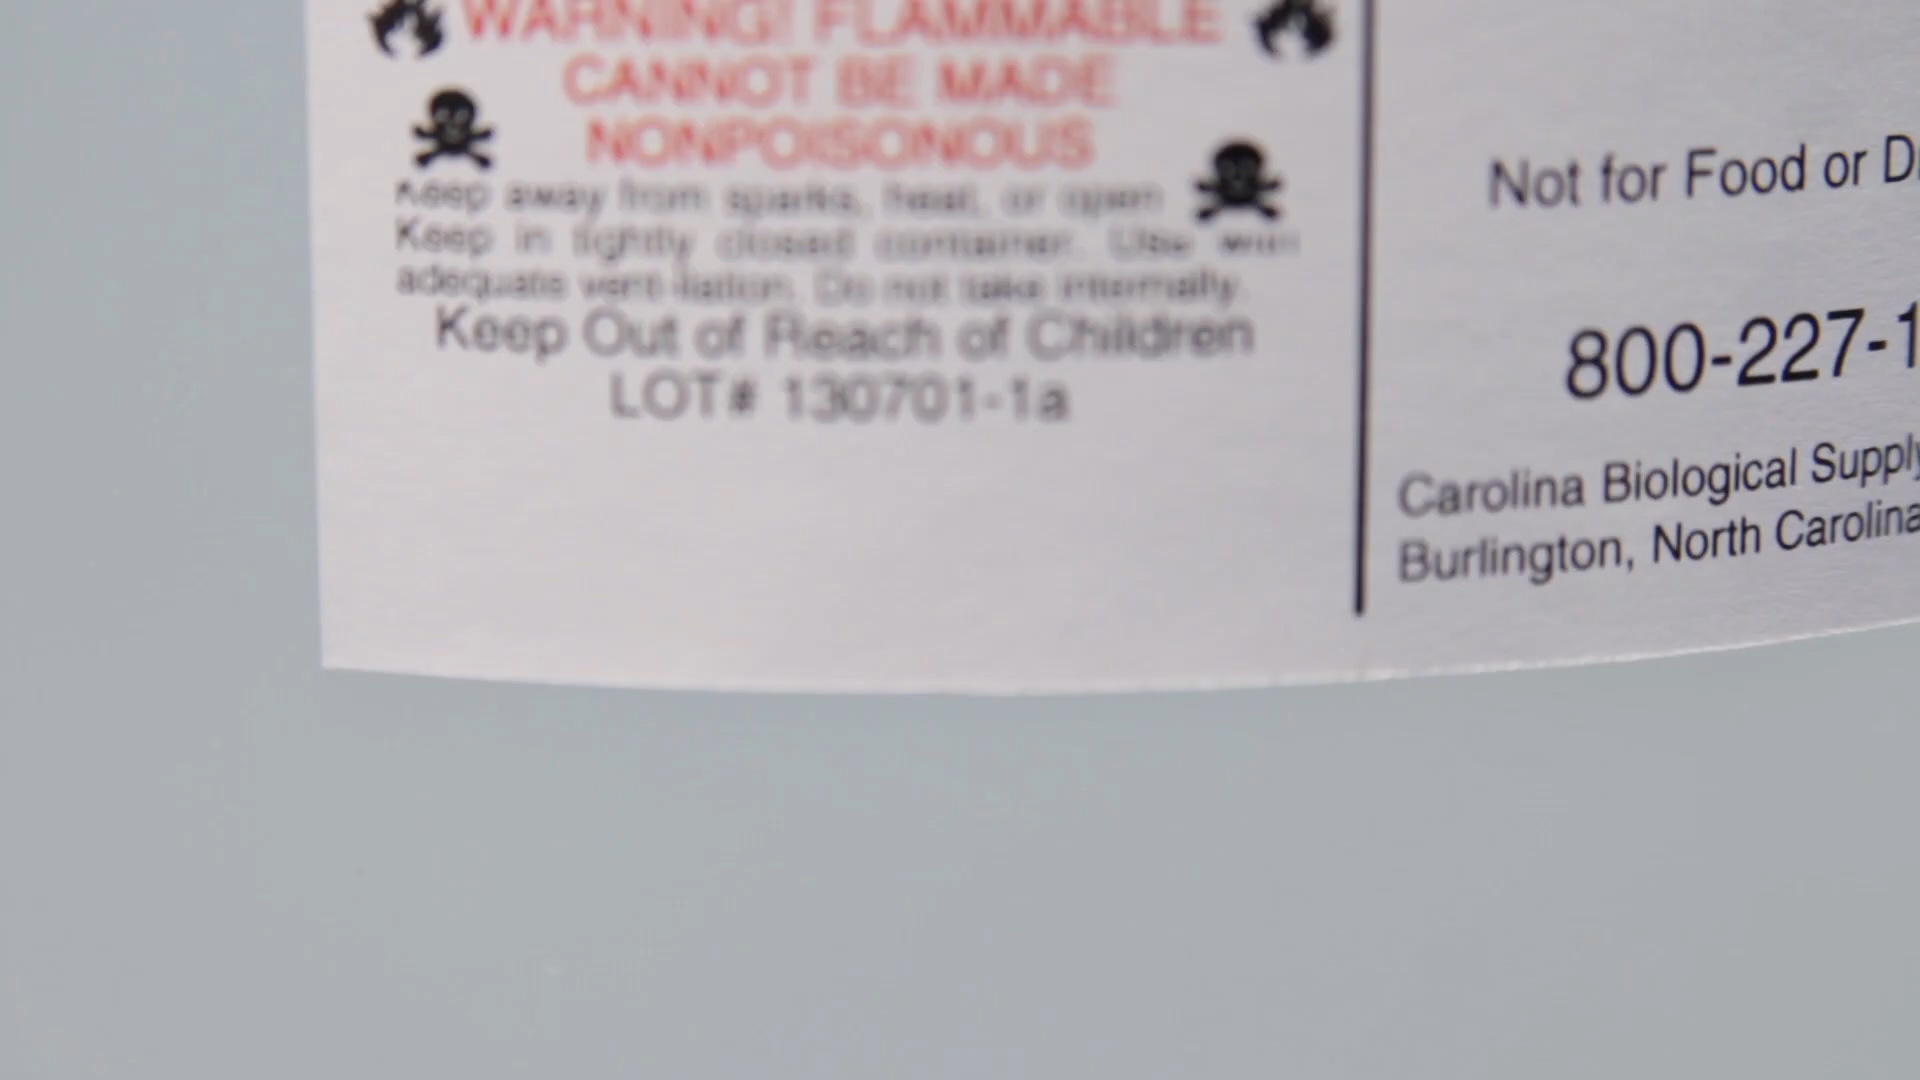 WARNING! FLAMMABLE
CANNOT BE MADE
NONPOISONOUS
Keep away from sparks, heat, or open
Keep in tightly closed container. Use with
adequate vent ilation. Do not take internally.
Keep Out of Reach of Children
LOT# 130701-1a
Not for Food or
800-227-1
Carolina Biological Supply
Burlington, North Carolina